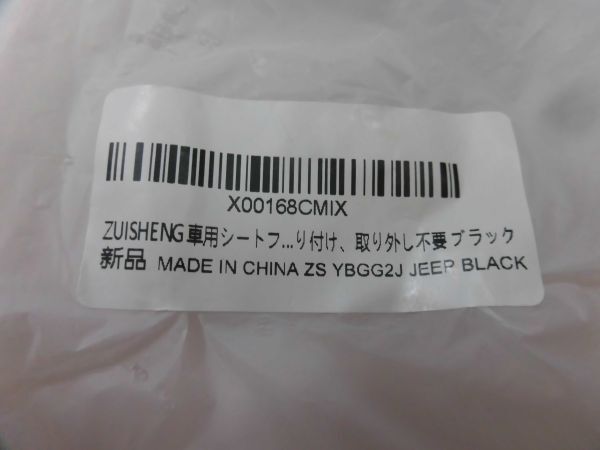 X00168CMIX
ZUISHENG車用シートフ...り付け、取り外し不要ブラック
新品 MADE IN CHINA ZS YBGG2J JEEP BLACK